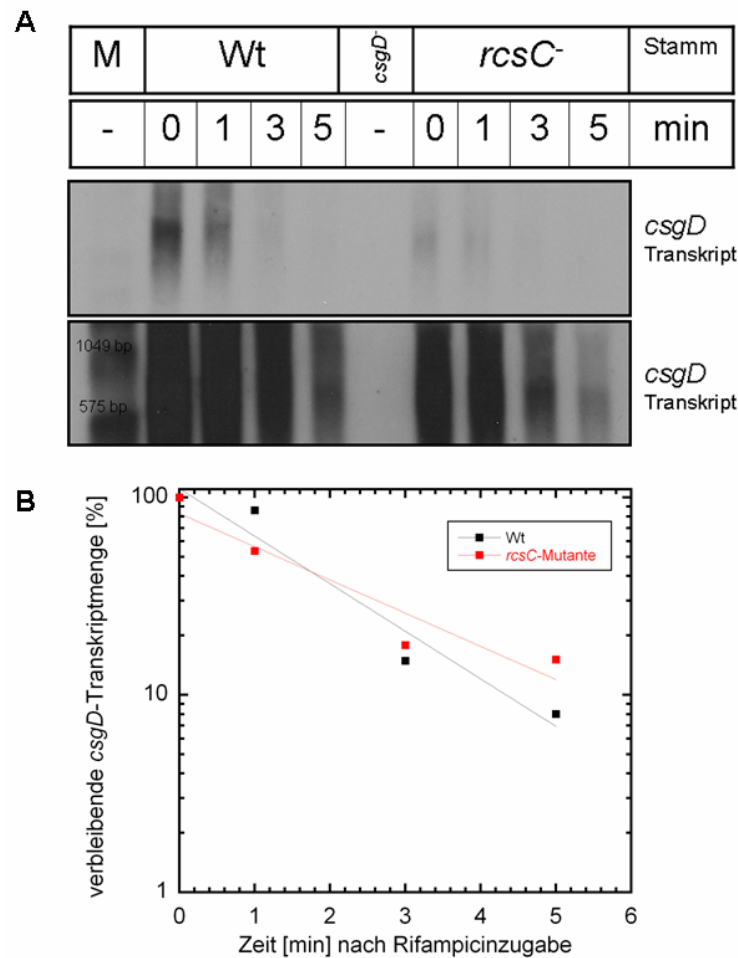 A
M Wt csgD- rcsC- Stamm
- 0 1 3 5 - 0 1 3 5 min
csgD
Transkript
1049 bp
575 bp
csgD
Transkript
B
verbleibende csgD-Transkriptmenge [%]
100
10
1
Wt
rcsC-Mutante
0 1 2 3 4 5 6
Zeit [min] nach Rifampicinzugabe